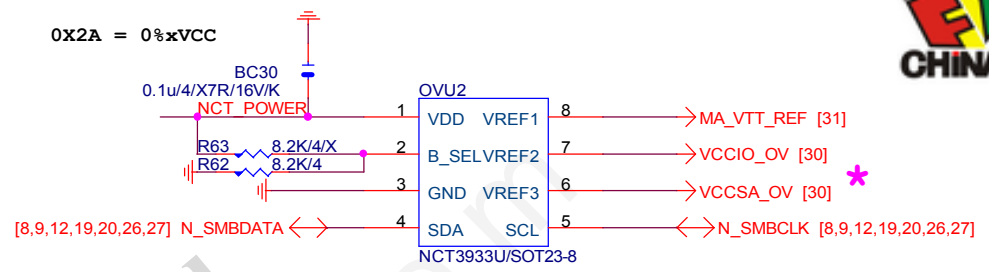 0X2A = 0%xVCC
CHINA
BC30
0.1u/4/X7R/16V/K
OVU2
NCT_POWER
1 VDD VREF1 8 MA_VTT_REF [31]
R63 8.2K/4/X
2 B_SEL VREF2 7 VCCIO_OV [30]
R62 8.2K/4
3 GND VREF3 6 VCCSA_OV [30] *
[8,9,12,19,20,26,27] N_SMBDATA 4 SDA SCL 5 N_SMBCLK [8,9,12,19,20,26,27]
NCT3933U/SOT23-8